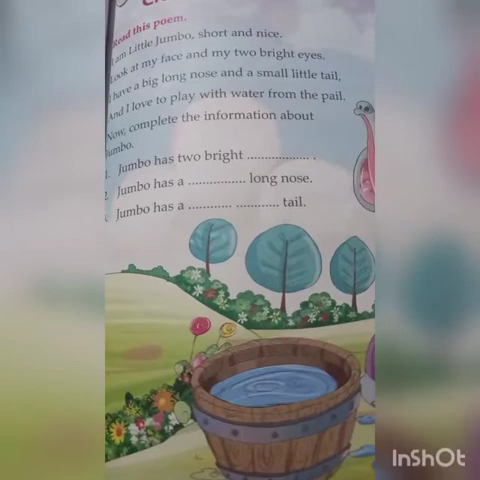 Read this poem.
I am Little Jumbo, short and nice.
Look at my face and my two bright eyes.
I have a big long nose and a small little tail,
And I love to play with water from the pail.
Now, complete the information about
Jumbo.
1. Jumbo has two bright ................... .
2. Jumbo has a ................ long nose.
Jumbo has a ............ ............ tail.
InShOt